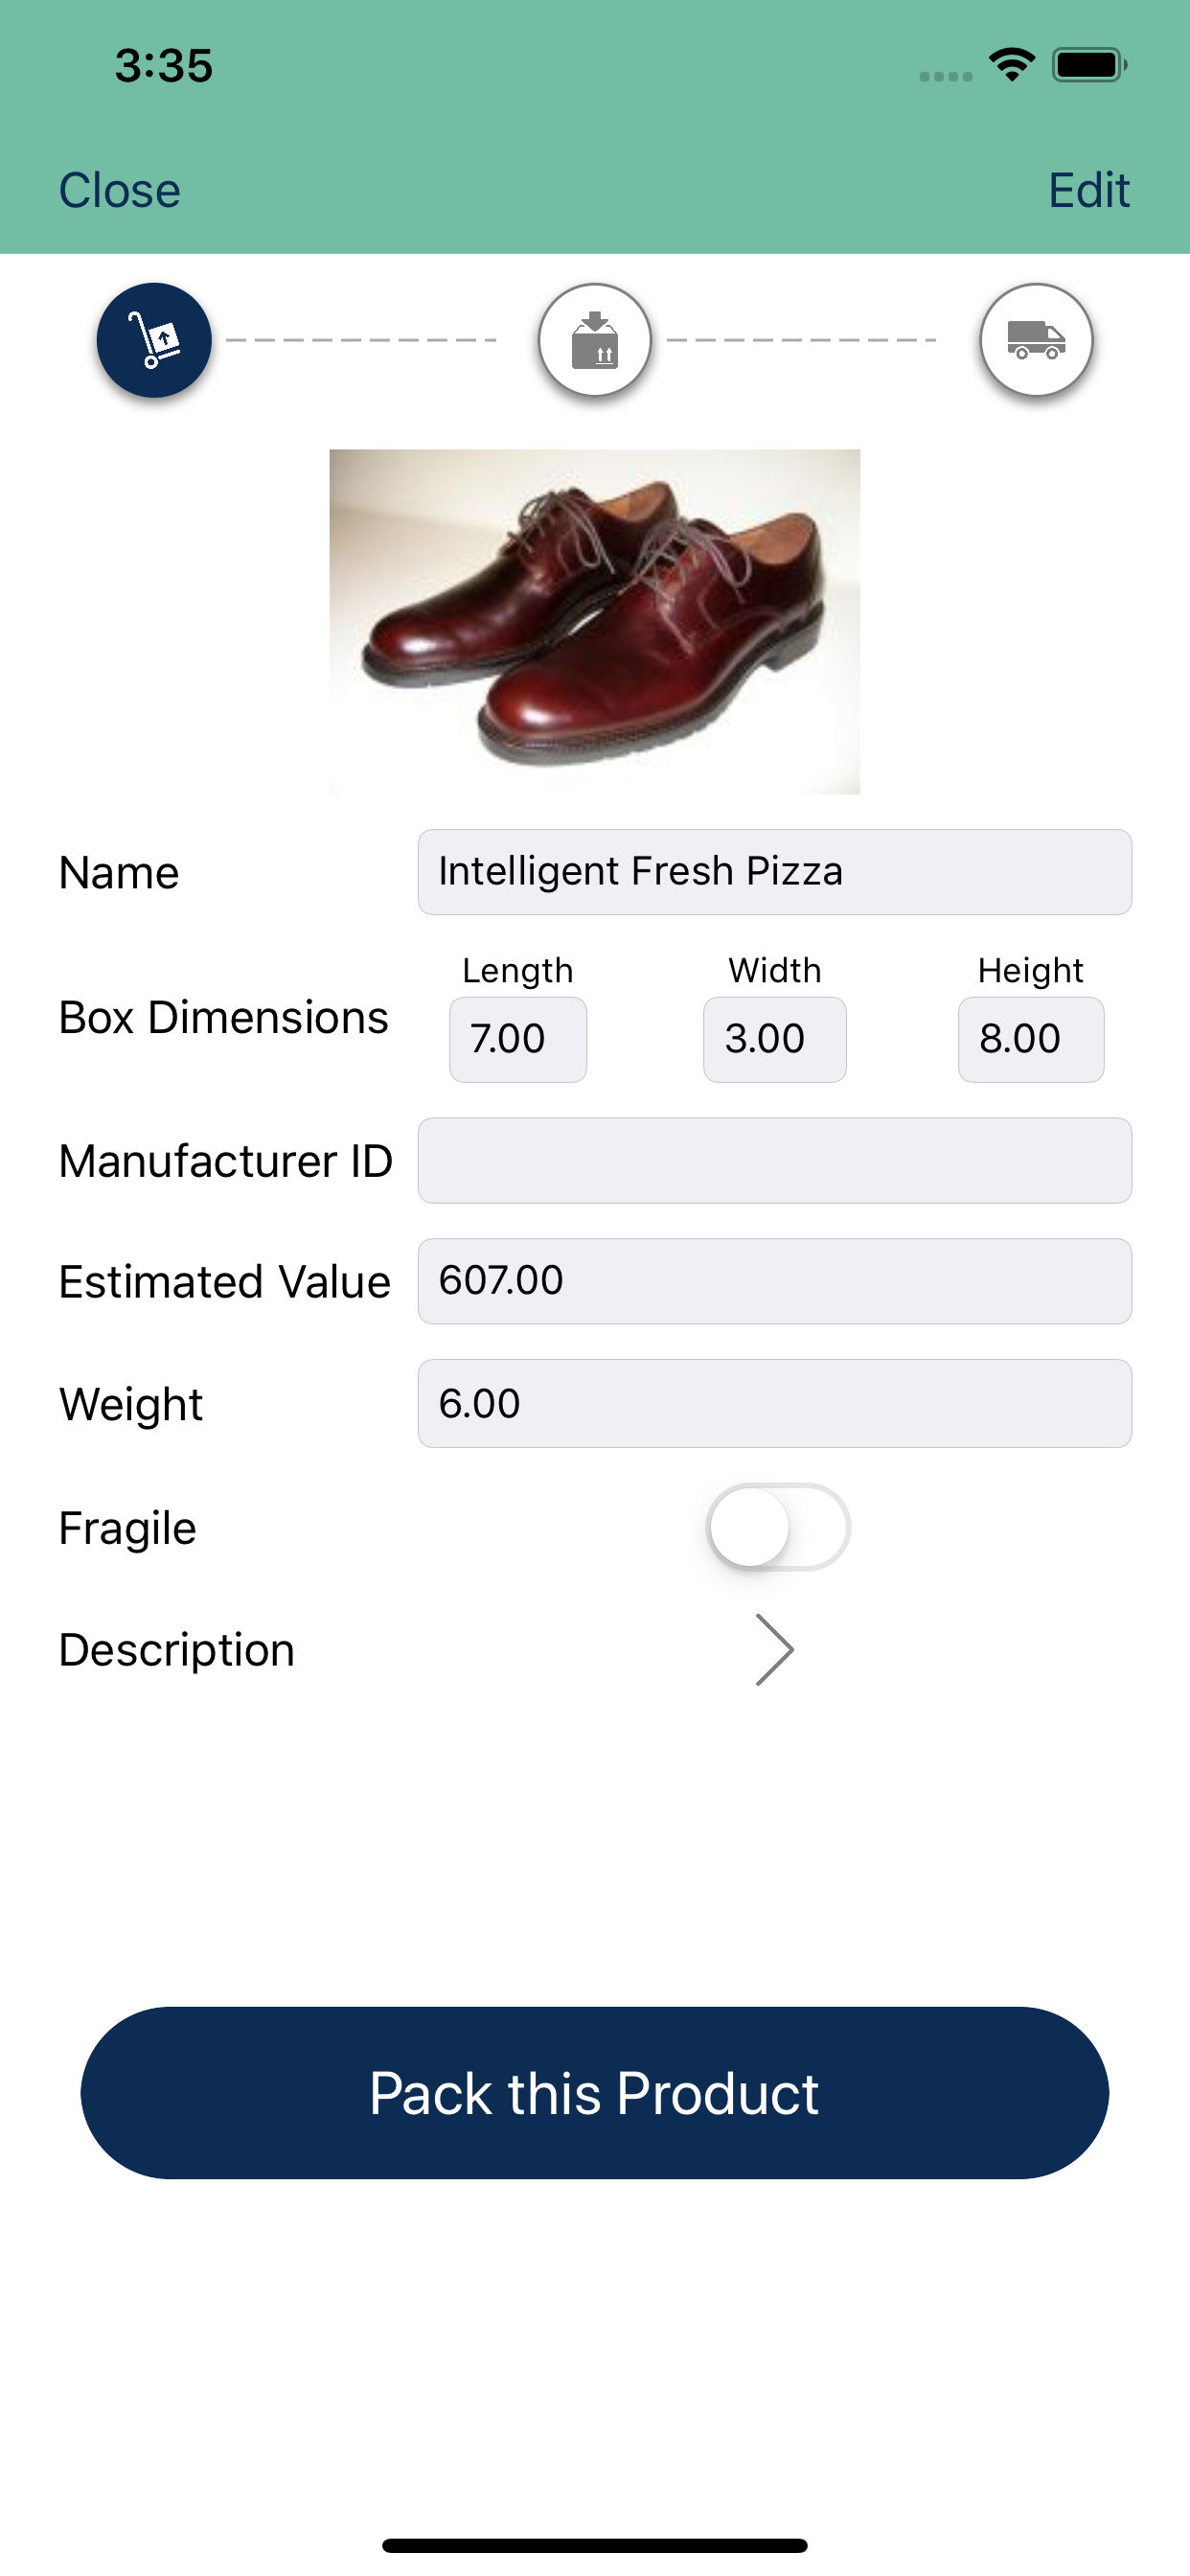 3:35
Close Edit
Name Intelligent Fresh Pizza
Length Width Height
Box Dimensions 7.00 3.00 8.00
Manufacturer ID
Estimated Value 607.00
Weight 6.00
Fragile
Description
Pack this Product